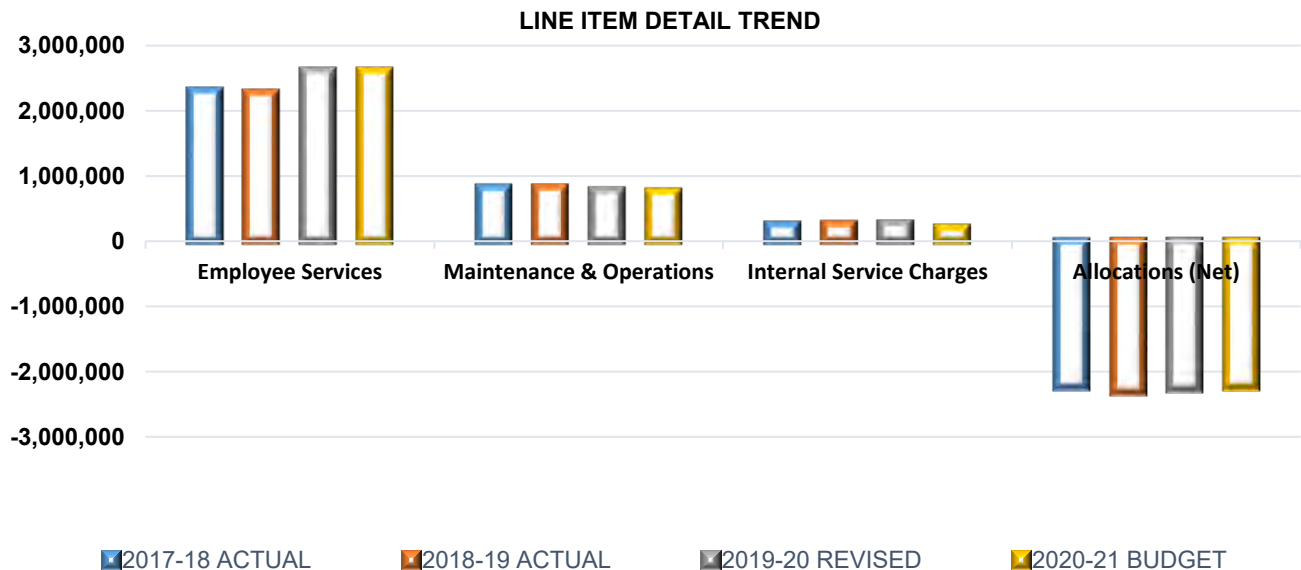 LINE ITEM DETAIL TREND
3,000,000
2,000,000
1,000,000
0
Employee Services Maintenance & Operations Internal Service Charges Allocations (Net)
-1,000,000
-2,000,000
-3,000,000
2017-18 ACTUAL 2018-19 ACTUAL 2019-20 REVISED 2020-21 BUDGET